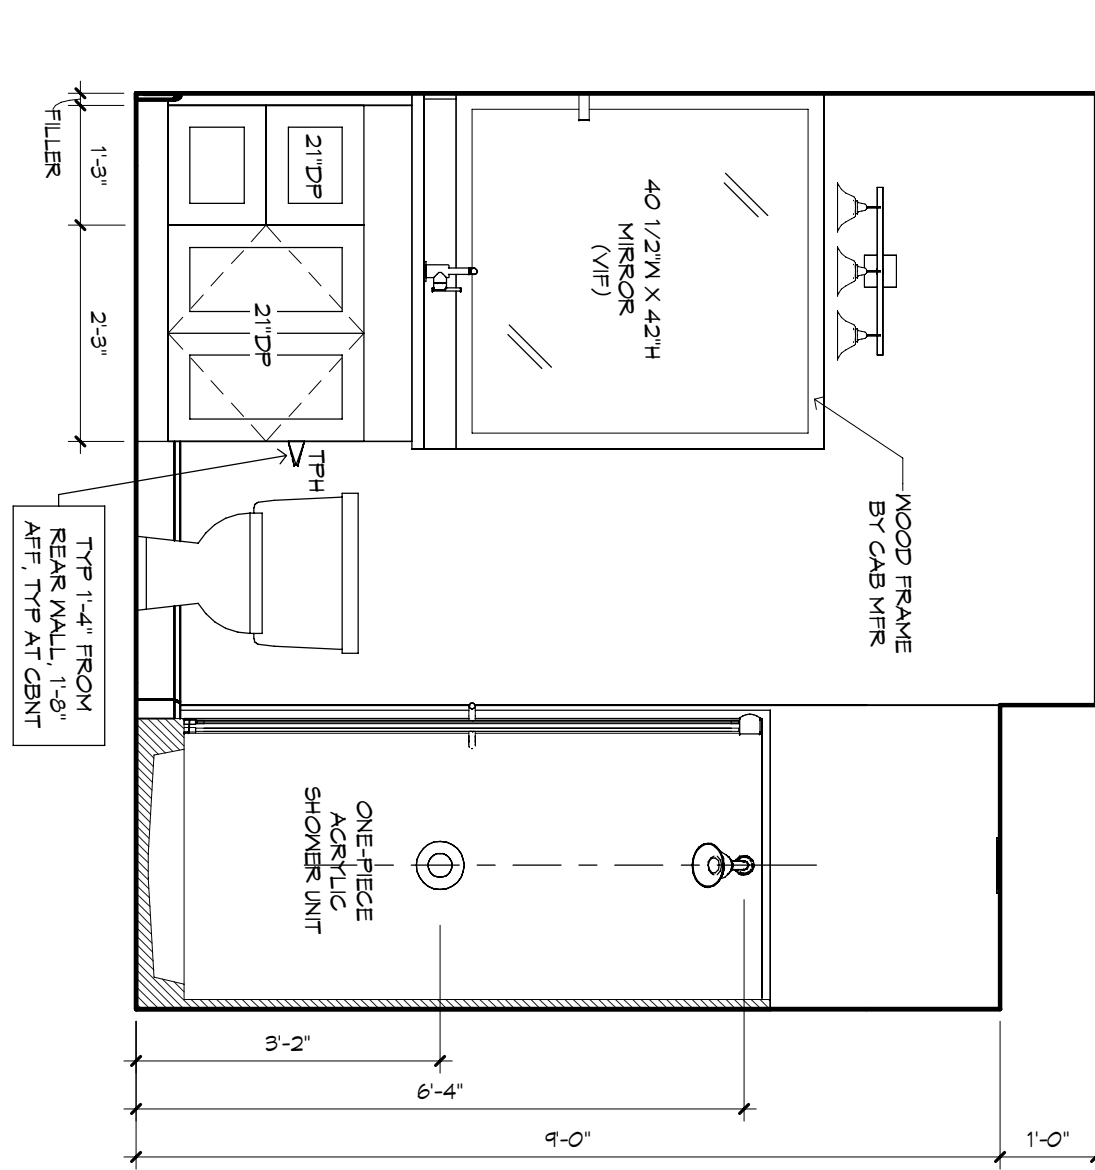 FILLER
1'-3"
2'-3"
21"DP
21"DP
40 1/2"W X 42"H
MIRROR
(VIF)
WOOD FRAME
BY CAB MFR
TPH
TYP 1'-4" FROM
REAR WALL, 1'-8"
AFF, TYP AT CBNT
ONE-PIECE
ACRYLIC
SHOWER UNIT
3'-2"
6'-4"
9'-0"
1'-0"